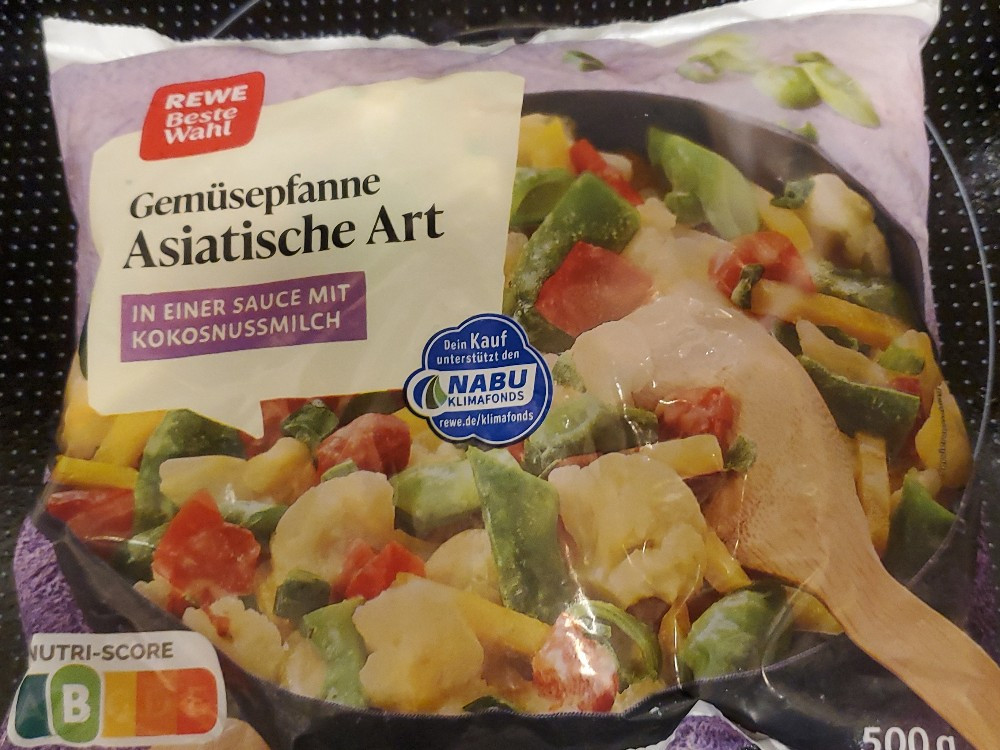 REWE
Beste
Wahl
Gemüsepfanne
Asiatische Art
IN EINER SAUCE MIT
KOKOSNUSSMILCH
Dein Kauf
unterstützt den
NABU
KLIMAFONDS
rewe.de/klimafonds
NUTRI-SCORE
B D E
500 g